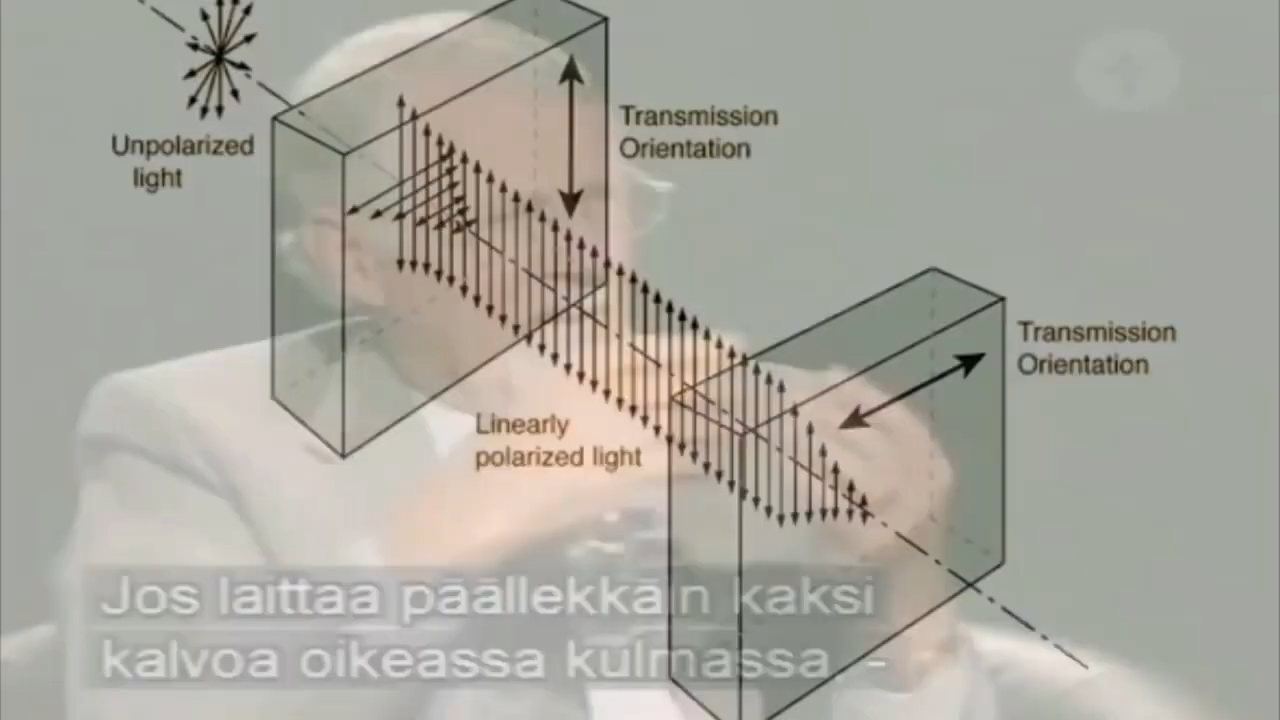 Unpolarized
light
Transmission
Orientation
Transmission
Orientation
Linearly
polarized light
Jos laittaa päällekkäin kaksi
kalvoa oikeassa kulmassa -